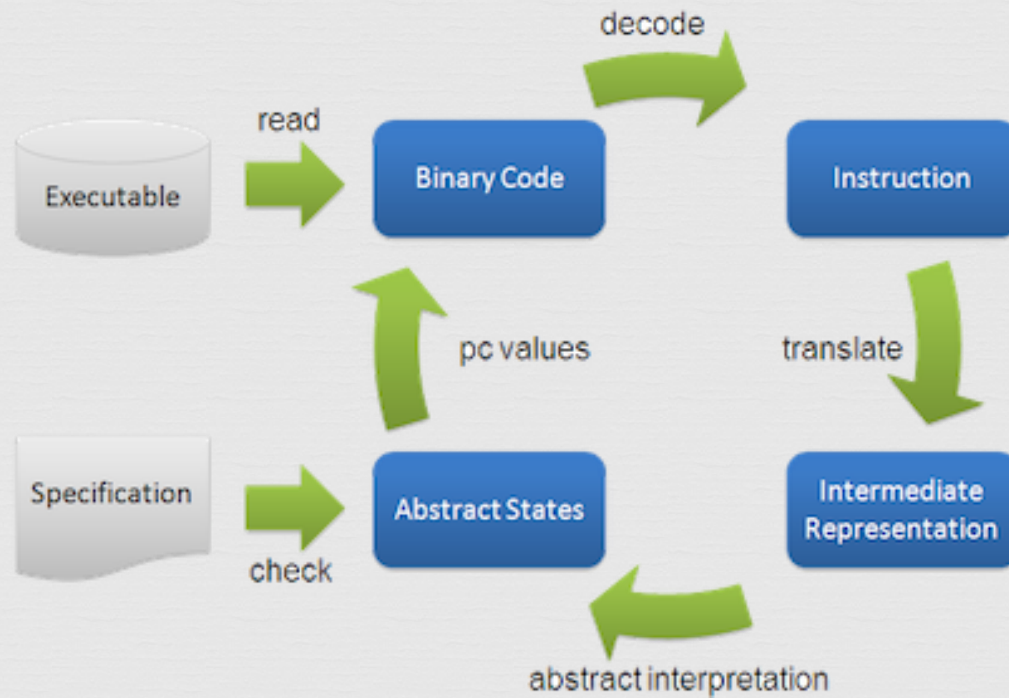 decode
read
Executable
Binary Code
Instruction
pc values
translate
Specification
Abstract States
Intermediate
Representation
check
abstract interpretation